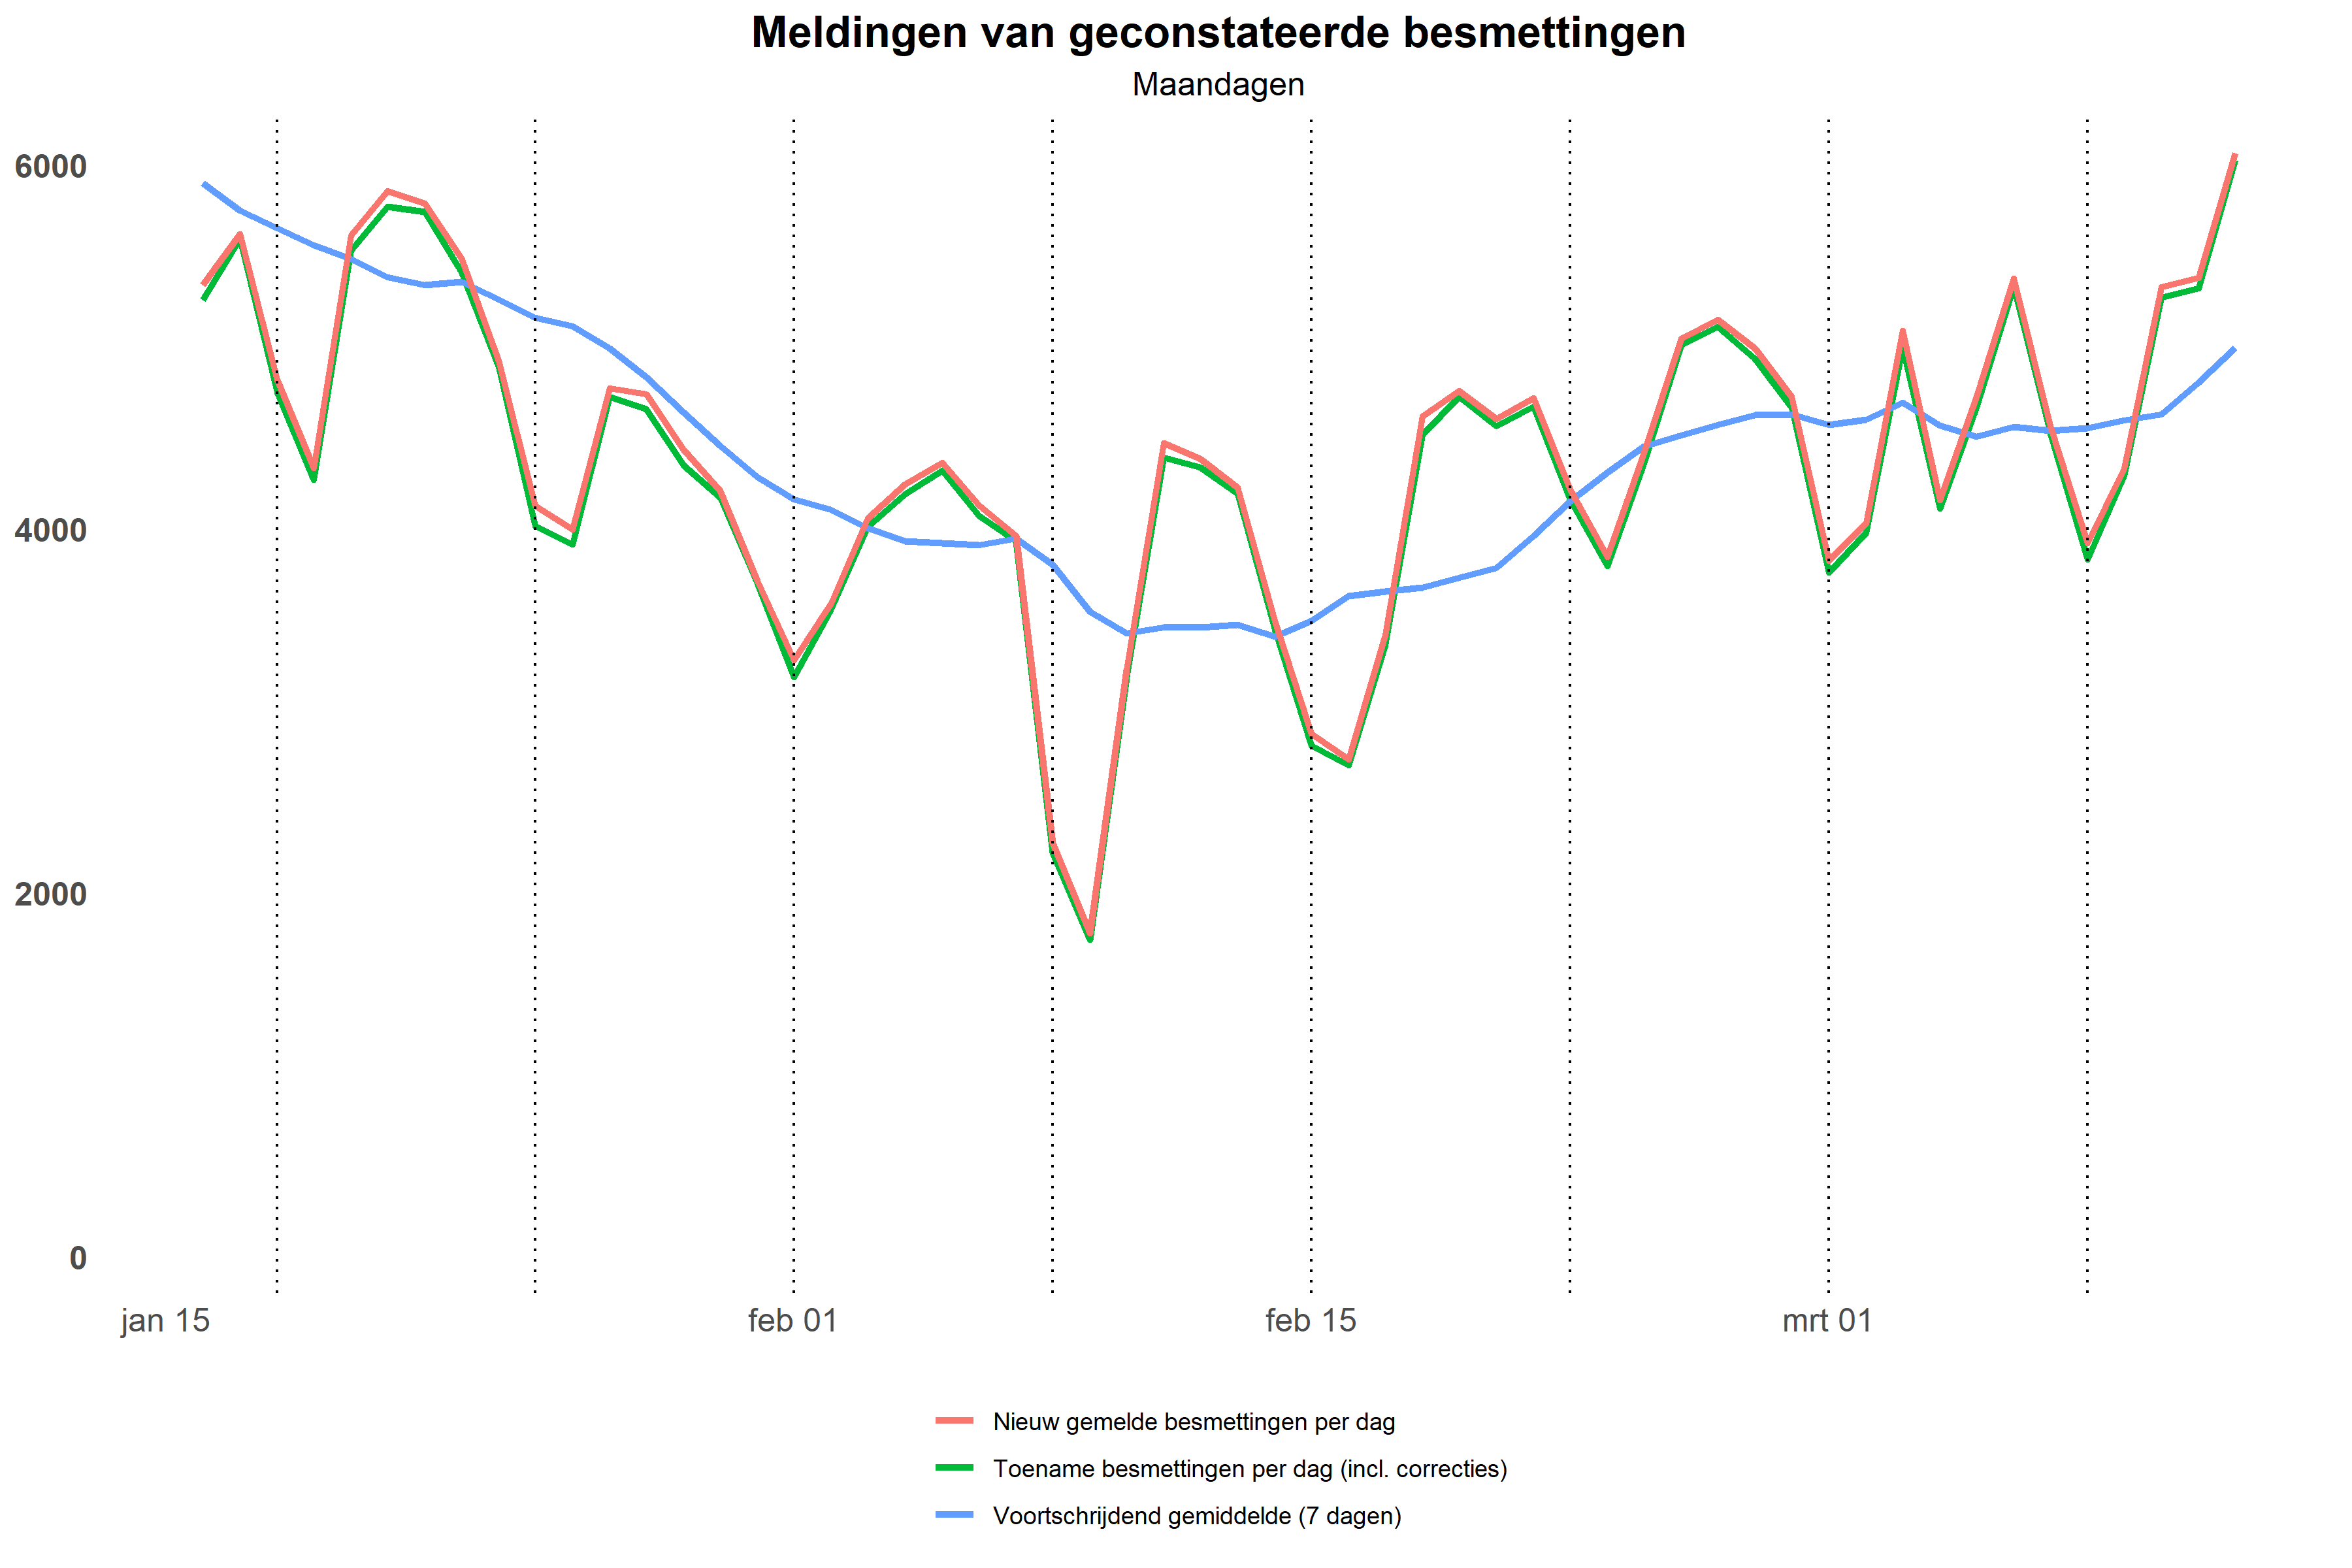 Meldingen van geconstateerde besmettingen
Maandagen
6000
4000
2000
0
jan 15
feb 01
feb 15
mrt 01
Nieuw gemelde besmettingen per dag
Toename besmettingen per dag (incl. correcties)
Voortschrijdend gemiddelde (7 dagen)